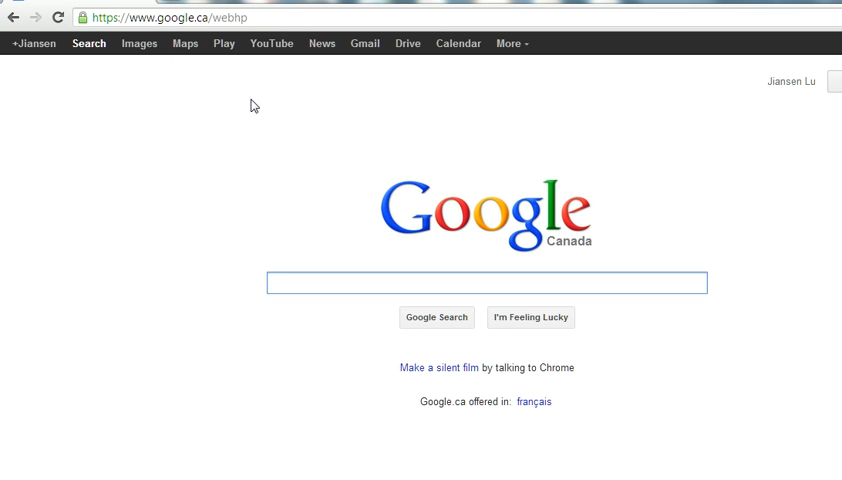 https://www.google.ca/webhp
+Jiansen Search Images Maps Play YouTube News Gmail Drive Calendar More
Jiansen Lu
Google
Canada
Google Search I'm Feeling Lucky
Make a silent film by talking to Chrome
Google.ca offered in: français